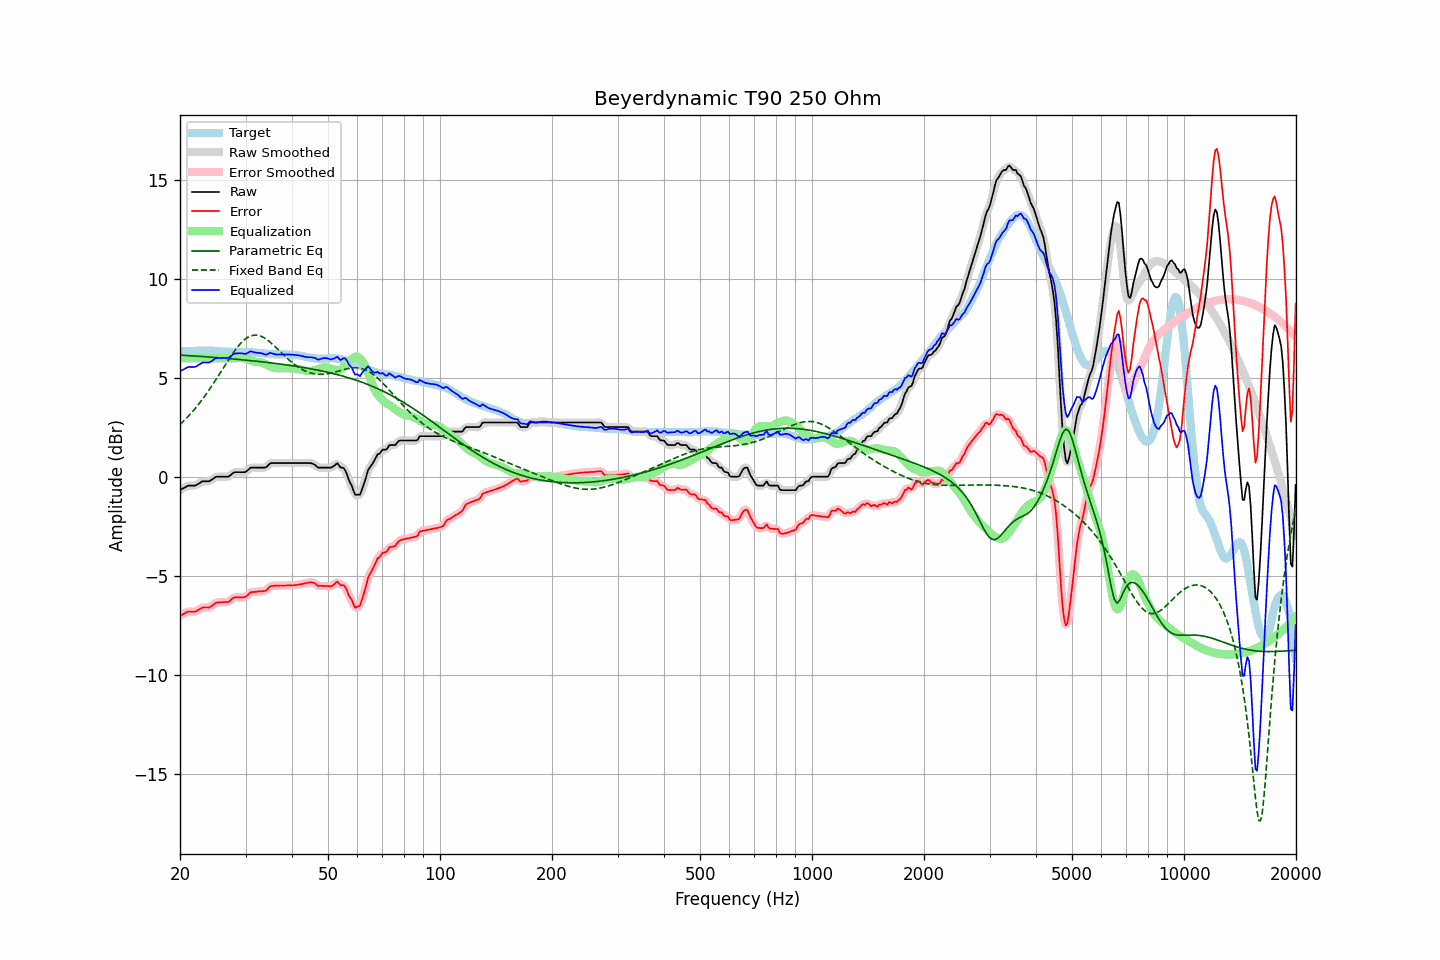 Beyerdynamic T90 250 Ohm
Target
Raw Smoothed
Error Smoothed
Raw
Error
Equalization
Parametric Eq
Fixed Band Eq
Equalized
15
10
5
0
−5
−10
−15
Amplitude (dBr)
20 50 100 200 500 1000 2000 5000 10000 20000
Frequency (Hz)